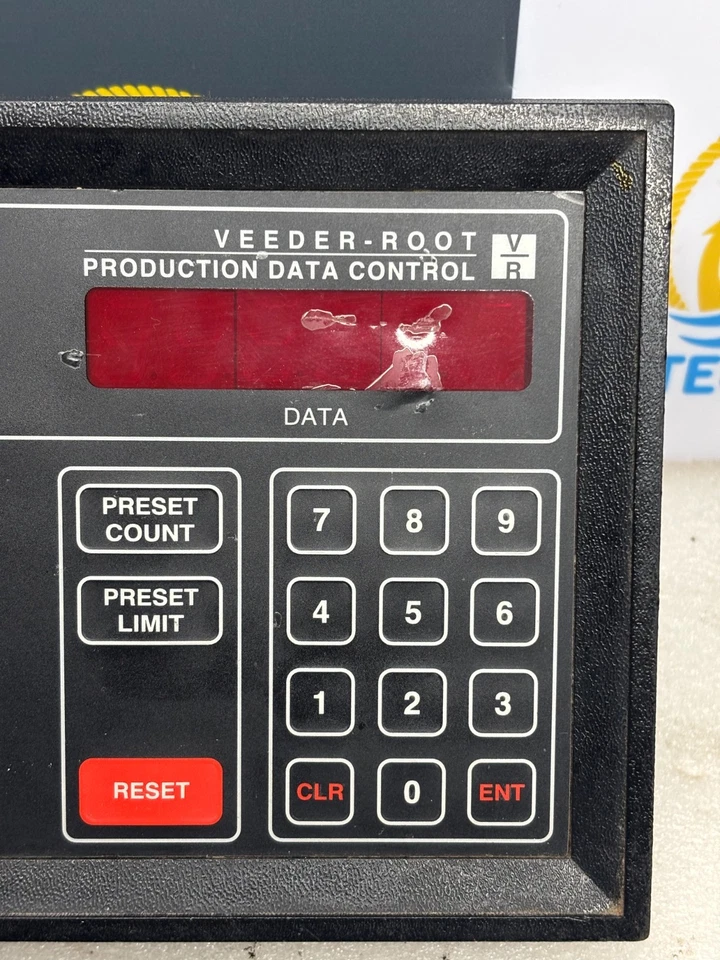 VEEDER-ROOT
V
R
PRODUCTION DATA CONTROL
DATA
PRESET
COUNT
PRESET
LIMIT
RESET
7 8 9
4 5 6
1 2 3
CLR 0 ENT
TE